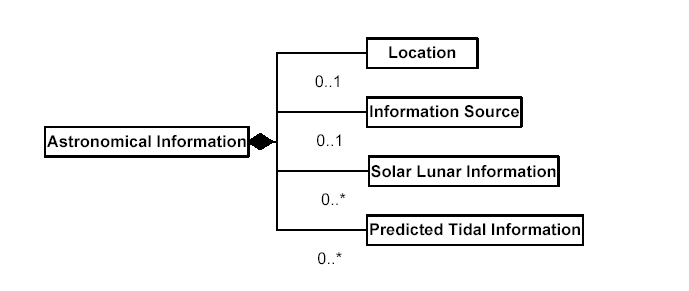 Location
0..1
Information Source
Astronomical Information
0..1
Solar Lunar Information
0..*
Predicted Tidal Information
0..*